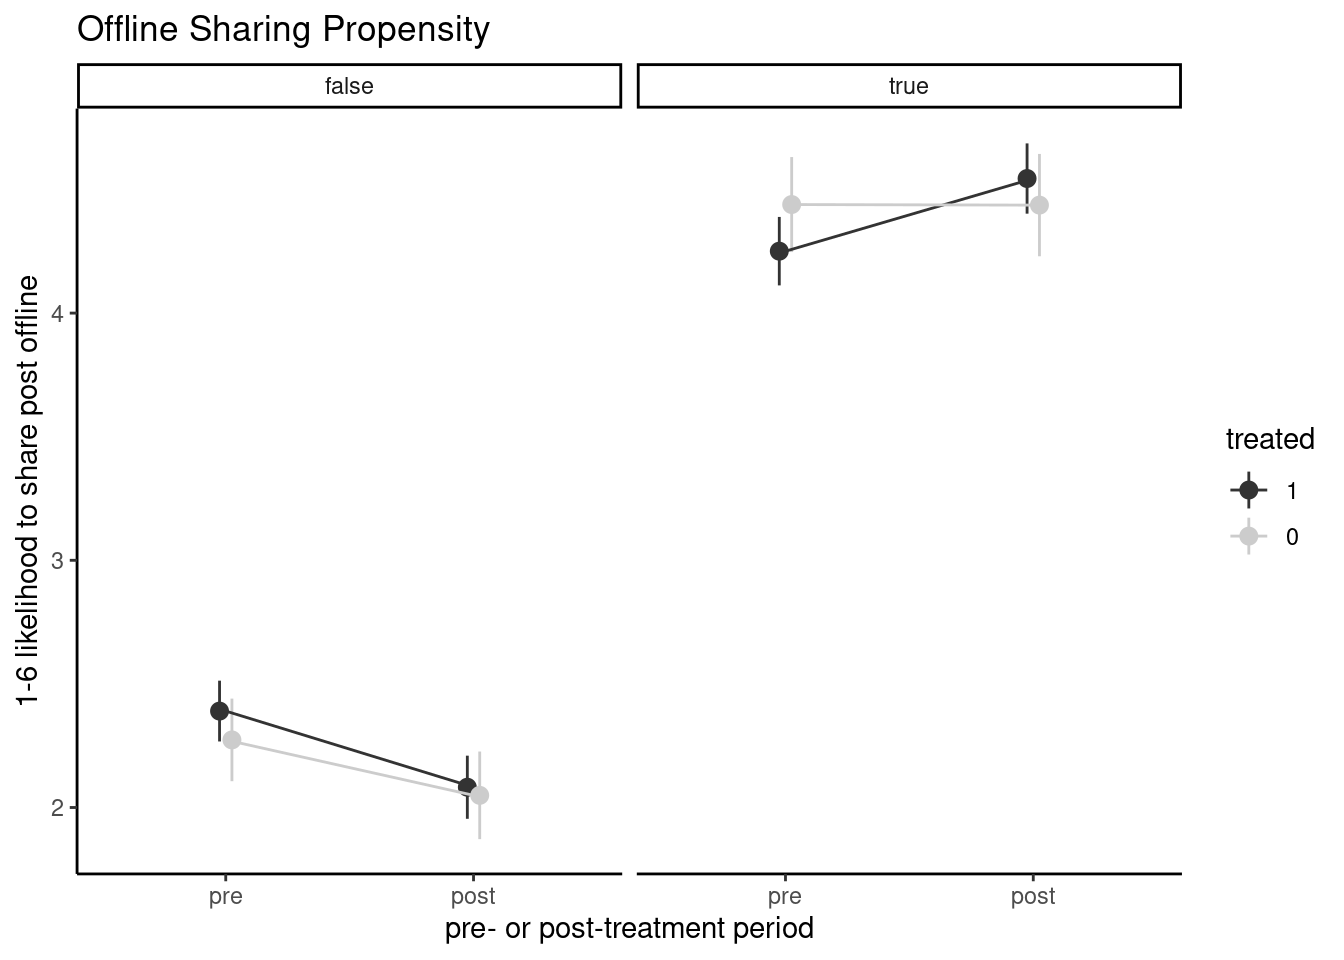 Offline Sharing Propensity
false
true
1-6 likelihood to share post offline
4
3
2
pre
post
pre
post
pre- or post-treatment period
treated
1
0